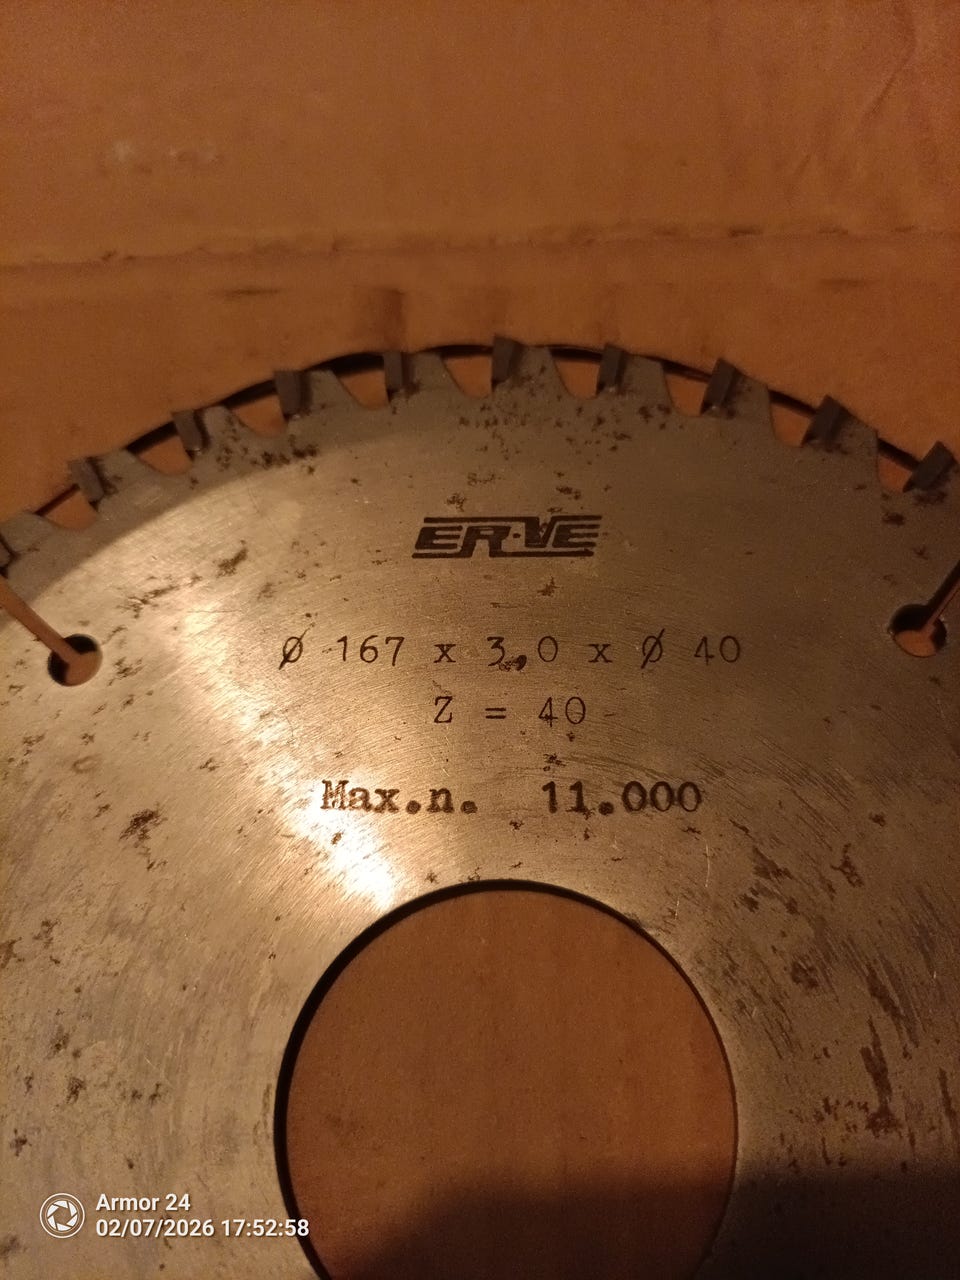 ER-VE
Ø 167 x 3,0 x Ø 40
Z = 40
Max.n. 11.000
Armor 24
02/07/2026 17:52:58